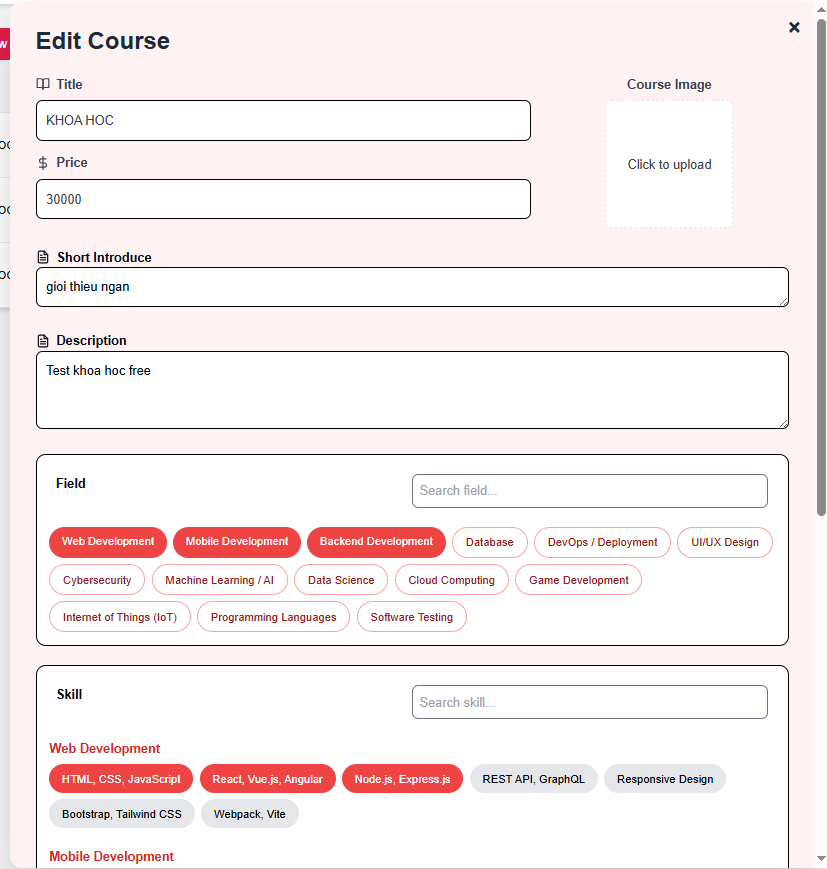 Edit Course
Title
Course Image
KHOA HOC
Click to upload
Price
30000
Short Introduce
gioi thieu ngan
Description
Test khoa hoc free
Field
Search field...
Web Development Mobile Development Backend Development Database DevOps / Deployment UI/UX Design
Cybersecurity Machine Learning / AI Data Science Cloud Computing Game Development
Internet of Things (IoT) Programming Languages Software Testing
Skill
Search skill...
Web Development
HTML, CSS, JavaScript React, Vue.js, Angular Node.js, Express.js REST API, GraphQL Responsive Design
Bootstrap, Tailwind CSS Webpack, Vite
Mobile Development